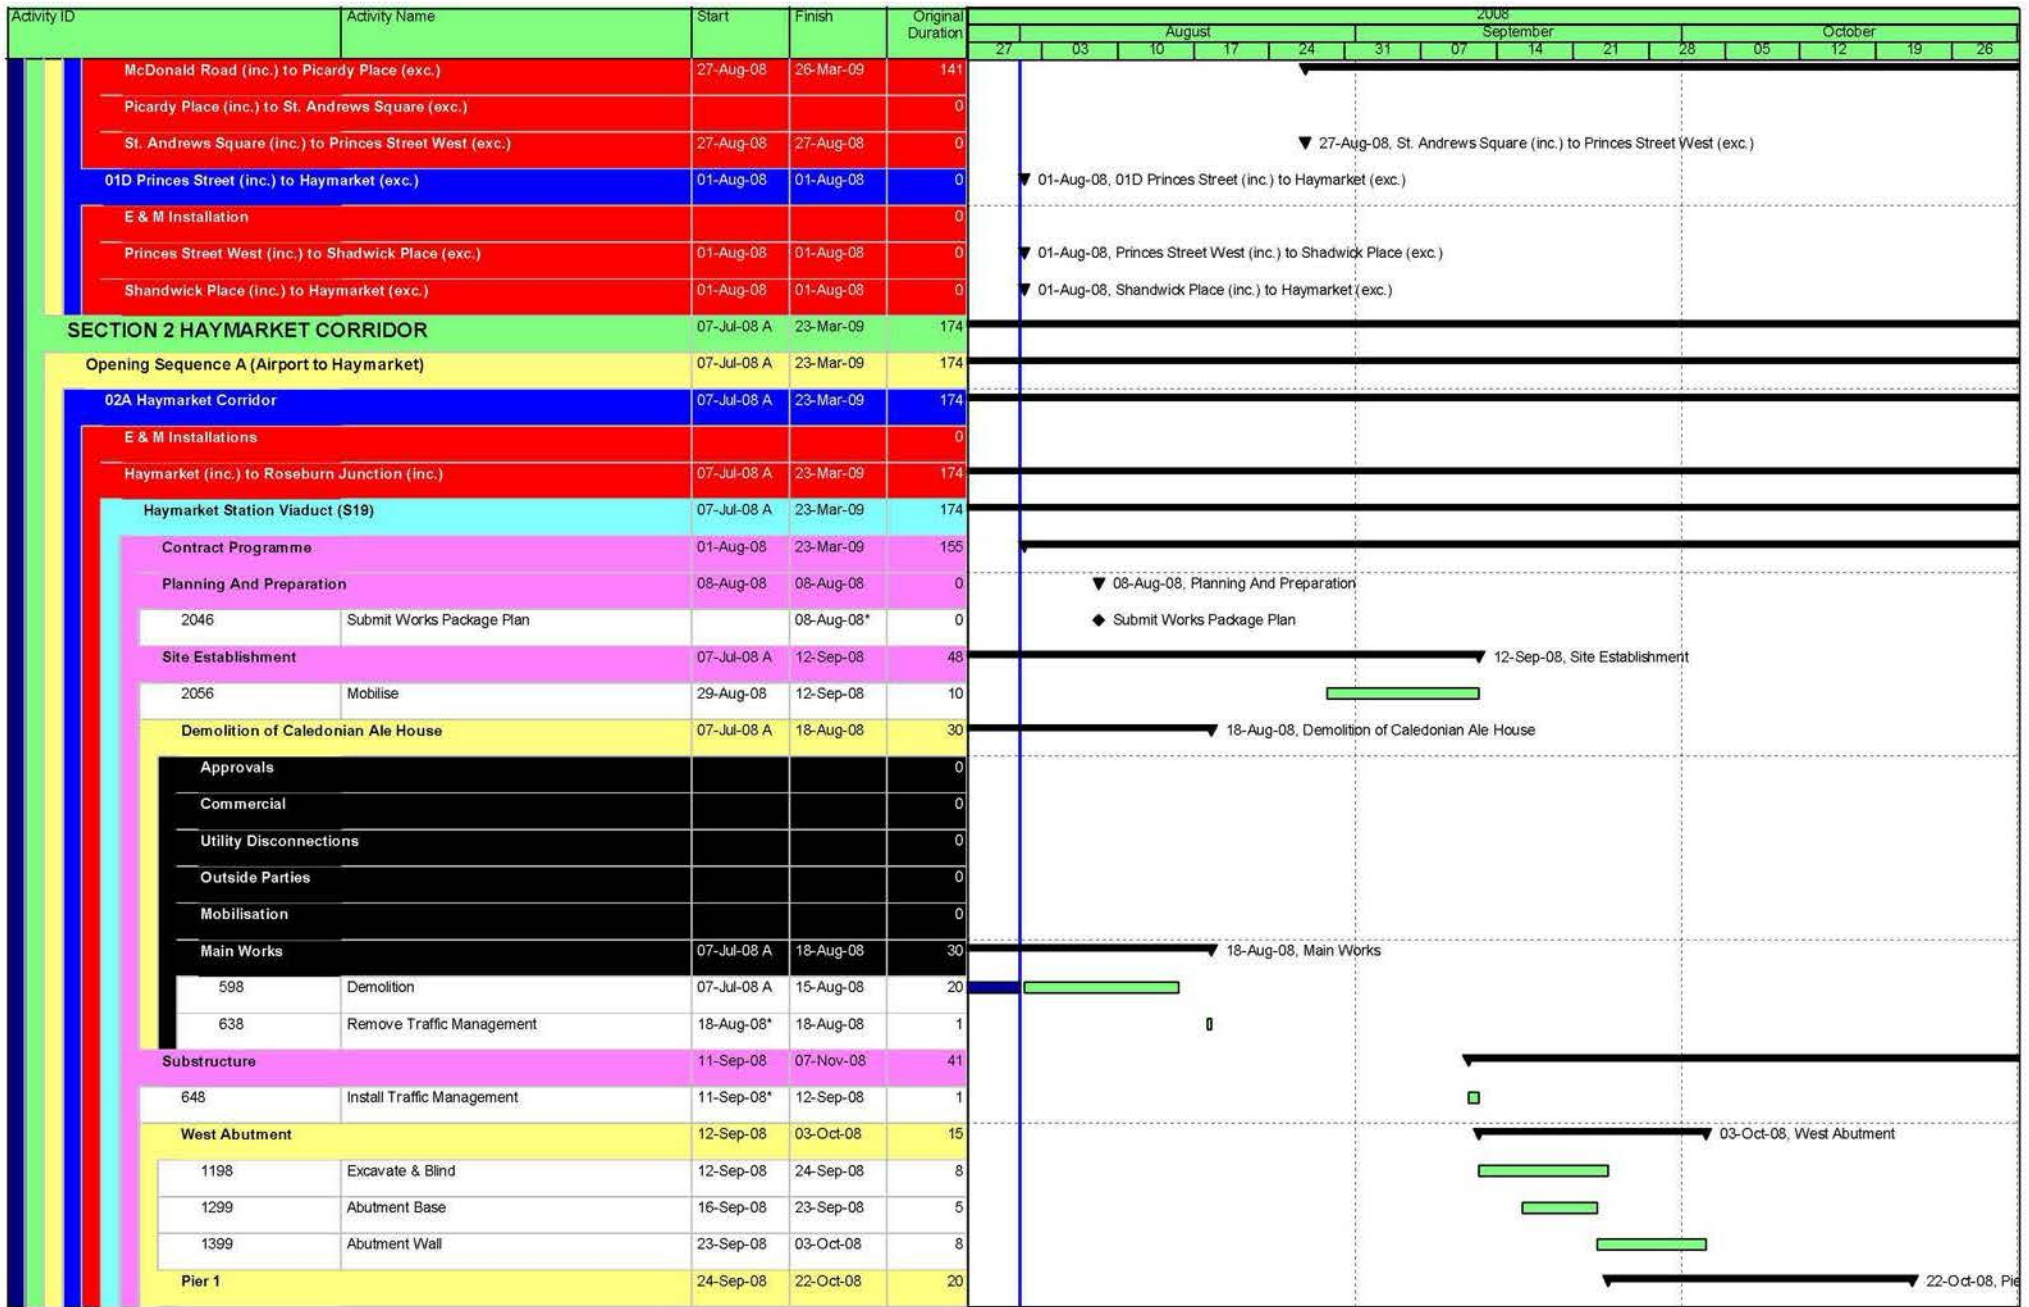 Activity ID Activity Name Start Finish Original Duration 2008
August September October
27 03 10 17 24 31 07 14 21 28 05 12 19 26
McDonald Road (inc.) to Picardy Place (exc.) 27-Aug-08 26-Mar-09 141
Picardy Place (inc.) to St. Andrews Square (exc.) 0
St. Andrews Square (inc.) to Princes Street West (exc.) 27-Aug-08 27-Aug-08 0 27-Aug-08, St. Andrews Square (inc.) to Princes Street West (exc.)
01D Princes Street (inc.) to Haymarket (exc.) 01-Aug-08 01-Aug-08 0 01-Aug-08, 01D Princes Street (inc.) to Haymarket (exc.)
E & M Installation 0
Princes Street West (inc.) to Shadwick Place (exc.) 01-Aug-08 01-Aug-08 0 01-Aug-08, Princes Street West (inc.) to Shadwick Place (exc.)
Shandwick Place (inc.) to Haymarket (exc.) 01-Aug-08 01-Aug-08 0 01-Aug-08, Shandwick Place (inc.) to Haymarket (exc.)
SECTION 2 HAYMARKET CORRIDOR 07-Jul-08 A 23-Mar-09 174
Opening Sequence A (Airport to Haymarket) 07-Jul-08 A 23-Mar-09 174
02A Haymarket Corridor 07-Jul-08 A 23-Mar-09 174
E & M Installations 0
Haymarket (inc.) to Roseburn Junction (inc.) 07-Jul-08 A 23-Mar-09 174
Haymarket Station Viaduct (S19) 07-Jul-08 A 23-Mar-09 174
Contract Programme 01-Aug-08 23-Mar-09 155
Planning And Preparation 08-Aug-08 08-Aug-08 0 08-Aug-08, Planning And Preparation
2046 Submit Works Package Plan 08-Aug-08* 0 Submit Works Package Plan
Site Establishment 07-Jul-08 A 12-Sep-08 48 12-Sep-08, Site Establishment
2056 Mobilise 29-Aug-08 12-Sep-08 10
Demolition of Caledonian Ale House 07-Jul-08 A 18-Aug-08 30 18-Aug-08, Demolition of Caledonian Ale House
Approvals 0
Commercial 0
Utility Disconnections 0
Outside Parties 0
Mobilisation 0
Main Works 07-Jul-08 A 18-Aug-08 30 18-Aug-08, Main Works
598 Demolition 07-Jul-08 A 15-Aug-08 20
638 Remove Traffic Management 18-Aug-08* 18-Aug-08 1
Substructure 11-Sep-08 07-Nov-08 41
648 Install Traffic Management 11-Sep-08* 12-Sep-08 1
West Abutment 12-Sep-08 03-Oct-08 15 03-Oct-08, West Abutment
1198 Excavate & Blind 12-Sep-08 24-Sep-08 8
1299 Abutment Base 16-Sep-08 23-Sep-08 5
1399 Abutment Wall 23-Sep-08 03-Oct-08 8
Pier 1 24-Sep-08 22-Oct-08 20 22-Oct-08, Pie